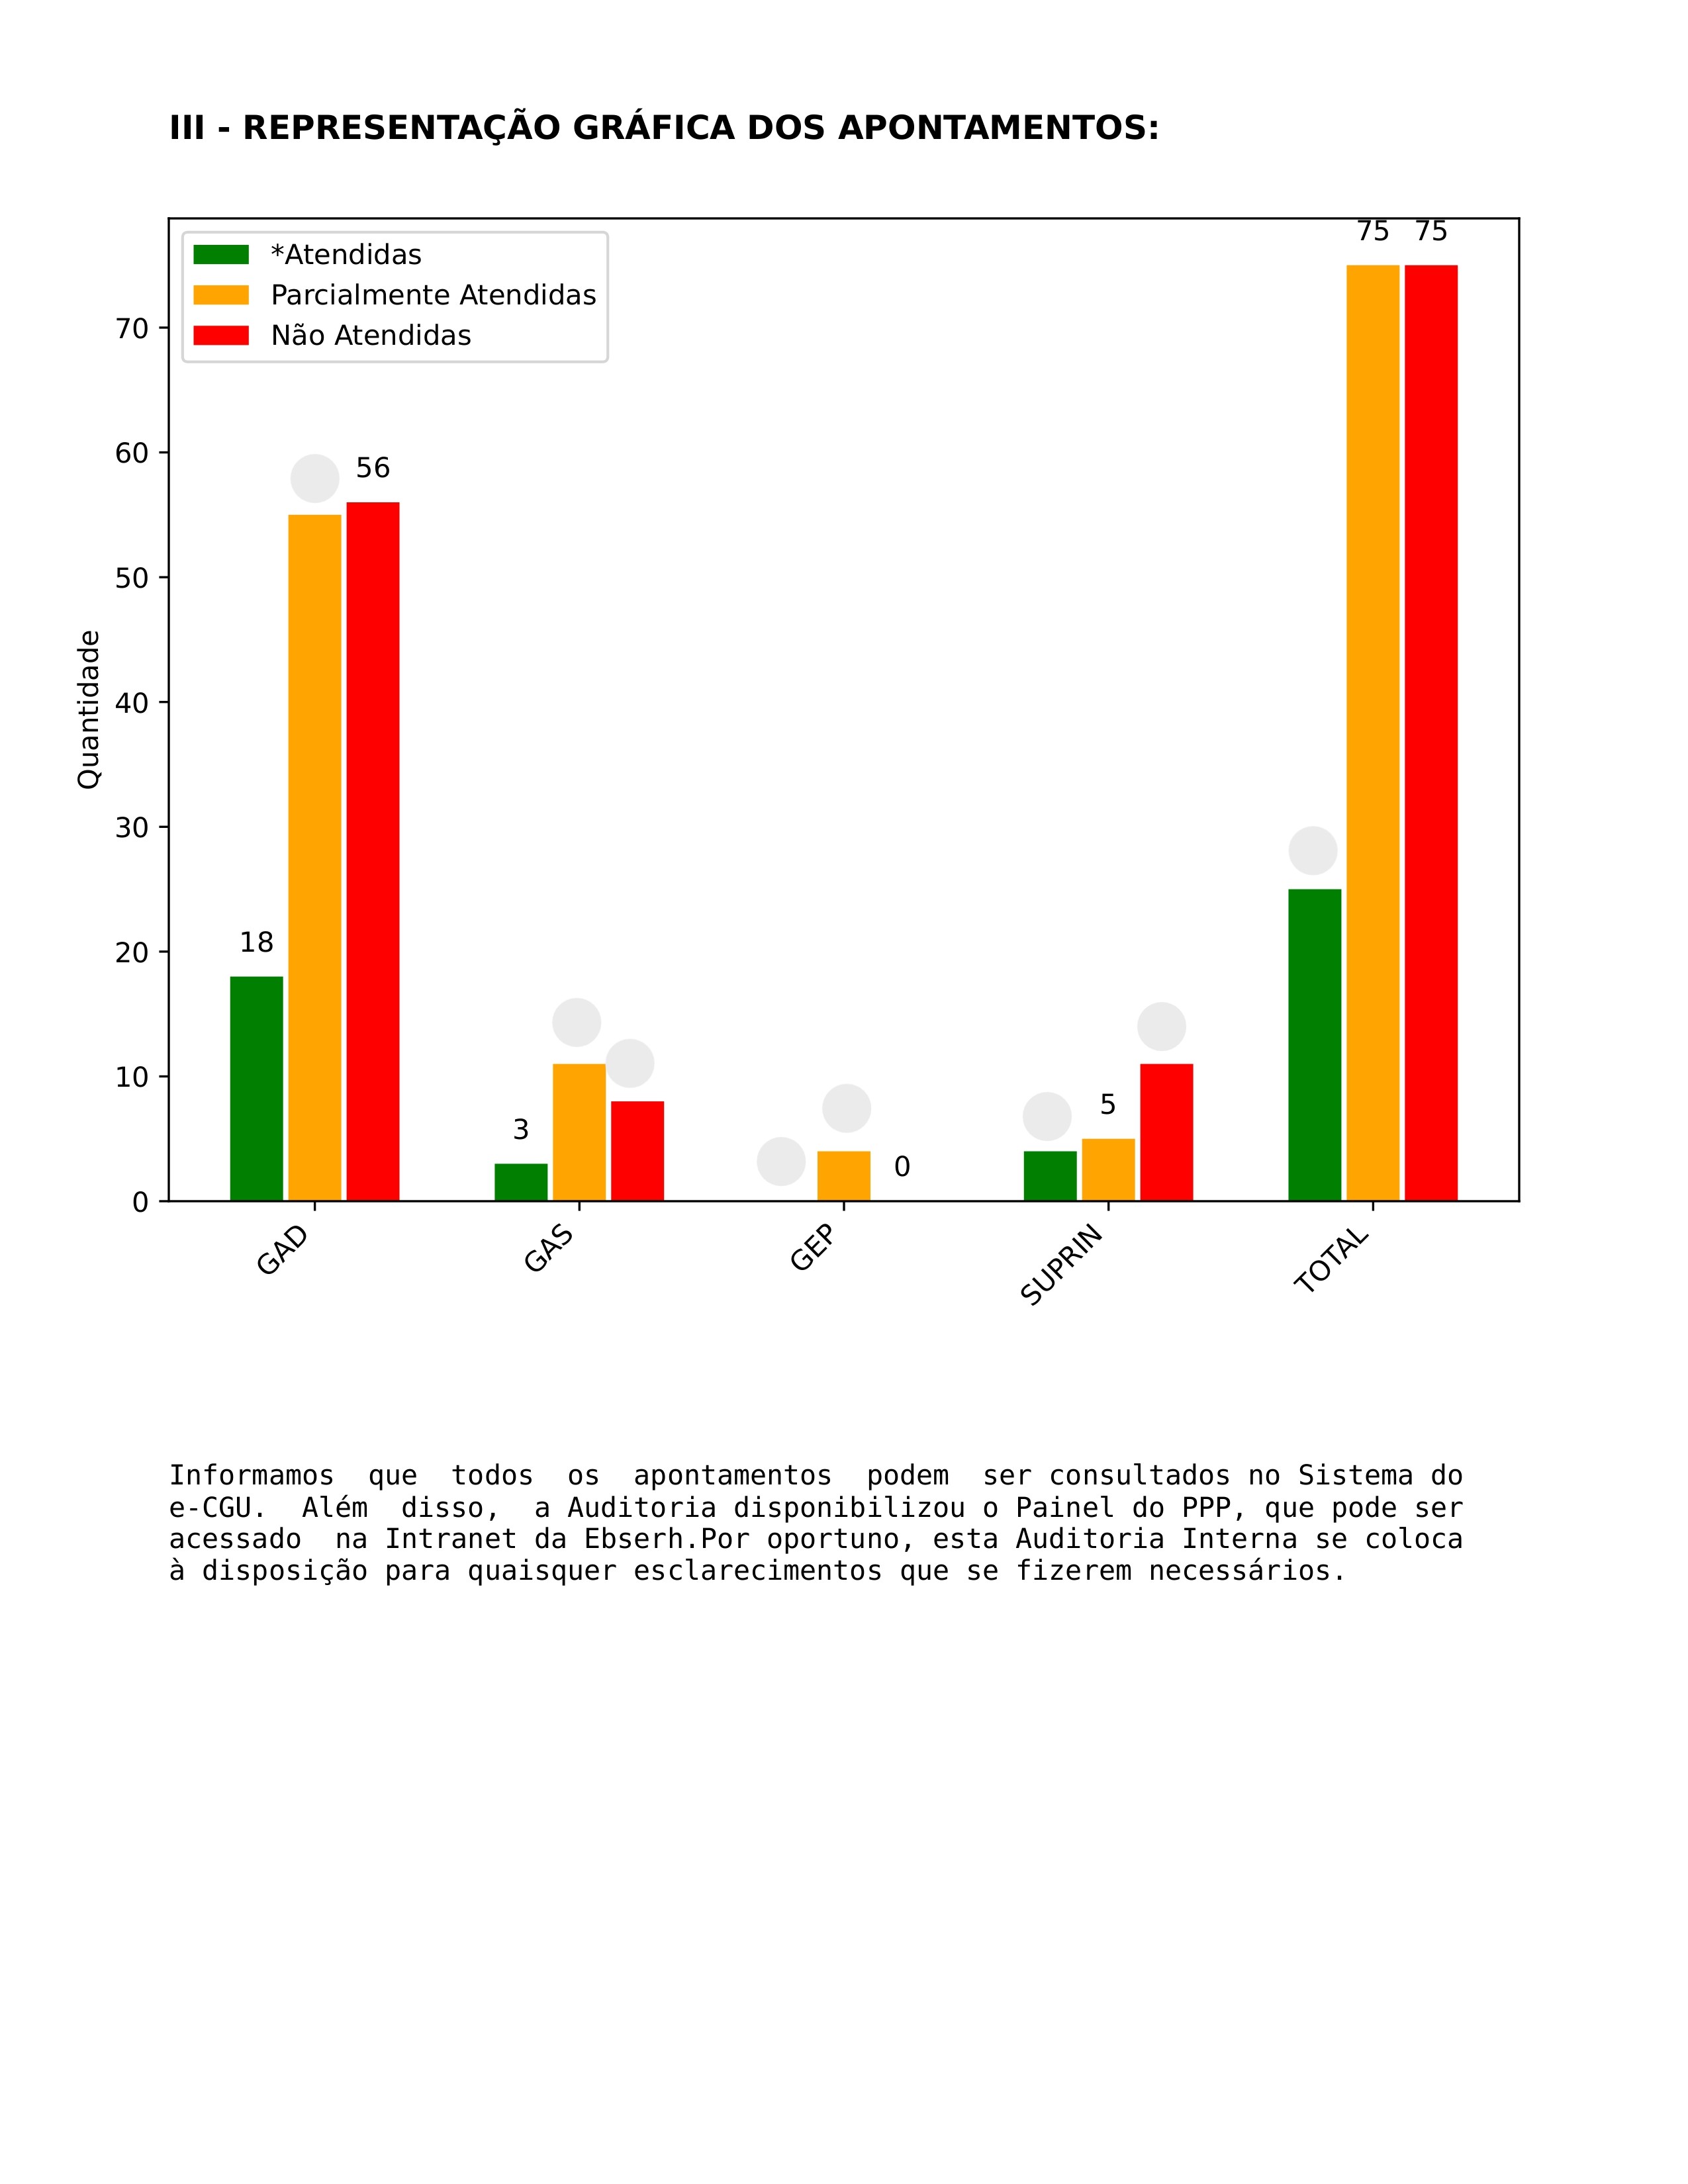 III - REPRESENTAÇÃO GRÁFICA DOS APONTAMENTOS:
*Atendidas
Parcialmente Atendidas
Não Atendidas
Quantidade
70
60
50
40
30
20
10
0
18
56
3
0
5
75 75
GAD
GAS
GEP
SUPRIN
TOTAL
Informamos que todos os apontamentos podem ser consultados no Sistema do
e-CGU. Além disso, a Auditoria disponibilizou o Painel do PPP, que pode ser
acessado na Intranet da Ebserh.Por oportuno, esta Auditoria Interna se coloca
à disposição para quaisquer esclarecimentos que se fizerem necessários.